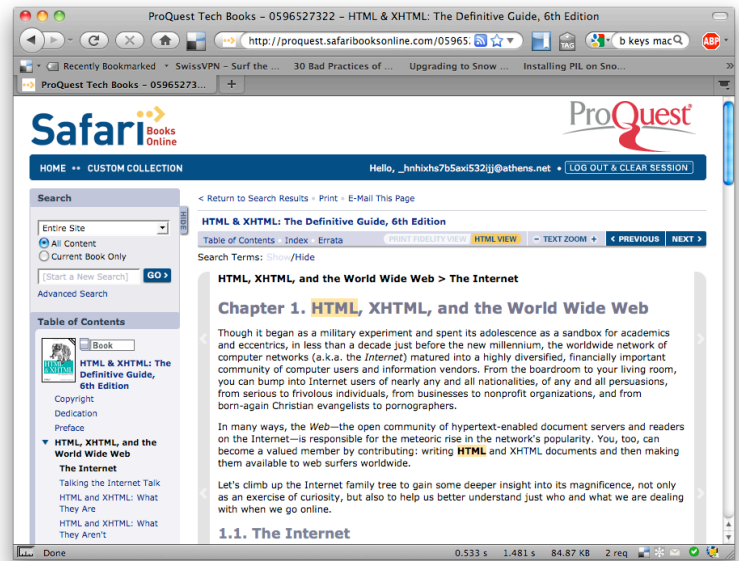 ProQuest Tech Books – 0596527322 – HTML & XHTML: The Definitive Guide, 6th Edition
http://proquest.safaribooksonline.com/05965
b keys mac
TAG
ABP
Recently Bookmarked
SwissVPN – Surf the ...
30 Bad Practices of ...
Upgrading to Snow ...
Installing PIL on Sno...
ProQuest Tech Books – 05965273...
Safari Books Online
ProQuest
HOME
CUSTOM COLLECTION
Hello, _hnhixhs7b5axi532ijj@athens.net • LOG OUT & CLEAR SESSION
Search
Entire Site
All Content
Current Book Only
[Start a New Search] GO >
Advanced Search
HIDE
Table of Contents
Book
HTML & XHTML: The
Definitive Guide,
6th Edition
Copyright
Dedication
Preface
HTML, XHTML, and the
World Wide Web
The Internet
Talking the Internet Talk
HTML and XHTML: What
They Are
HTML and XHTML: What
They Aren't
< Return to Search Results Print E-Mail This Page
HTML & XHTML: The Definitive Guide, 6th Edition
Table of Contents Index Errata
PRINT FIDELITY VIEW HTML VIEW
– TEXT ZOOM +
< PREVIOUS NEXT >
Search Terms: Show/Hide
HTML, XHTML, and the World Wide Web > The Internet
Chapter 1. HTML, XHTML, and the World Wide Web
Though it began as a military experiment and spent its adolescence as a sandbox for academics
and eccentrics, in less than a decade just before the new millennium, the worldwide network of
computer networks (a.k.a. the Internet) matured into a highly diversified, financially important
community of computer users and information vendors. From the boardroom to your living room,
you can bump into Internet users of nearly any and all nationalities, of any and all persuasions,
from serious to frivolous individuals, from businesses to nonprofit organizations, and from
born-again Christian evangelists to pornographers.
In many ways, the Web—the open community of hypertext-enabled document servers and readers
on the Internet—is responsible for the meteoric rise in the network's popularity. You, too, can
become a valued member by contributing: writing HTML and XHTML documents and then making
them available to web surfers worldwide.
Let's climb up the Internet family tree to gain some deeper insight into its magnificence, not only
as an exercise of curiosity, but also to help us better understand just who and what we are dealing
with when we go online.
1.1. The Internet
Done
0.533 s 1.481 s 84.87 KB 2 req